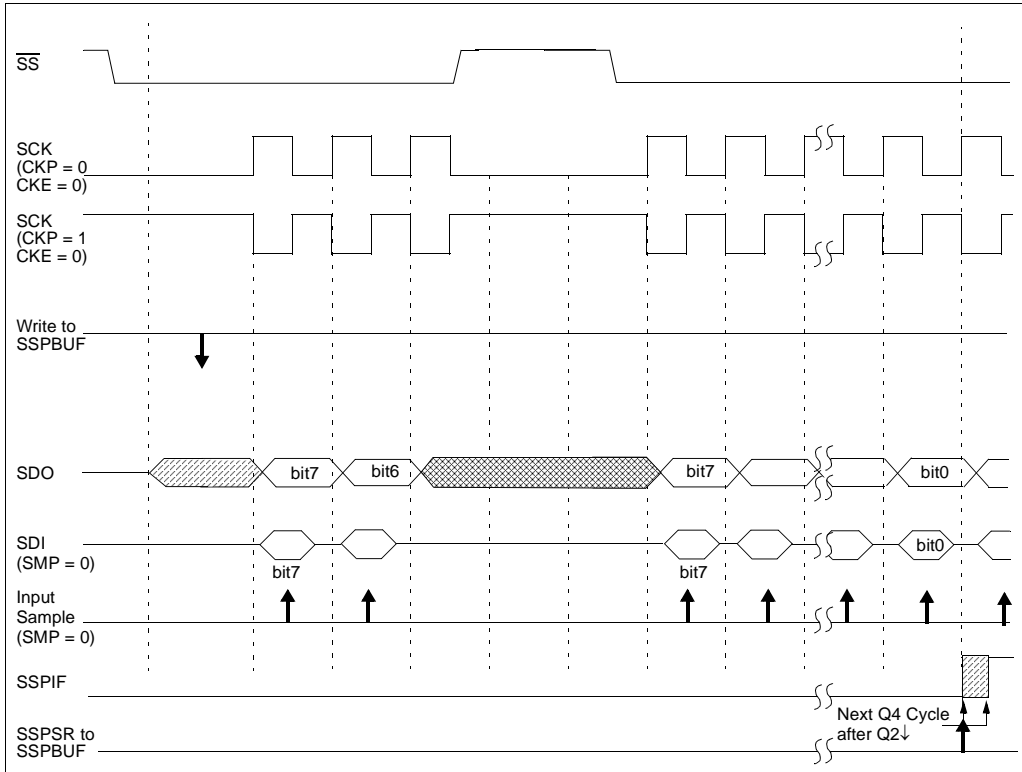 SS
SCK
(CKP = 0
CKE = 0)
SCK
(CKP = 1
CKE = 0)
Write to
SSPBUF
SDO
bit7
bit6
bit7
bit0
SDI
(SMP = 0)
bit7
bit7
bit0
Input
Sample
(SMP = 0)
SSPIF
Next Q4 Cycle
after Q2↓
SSPSR to
SSPBUF